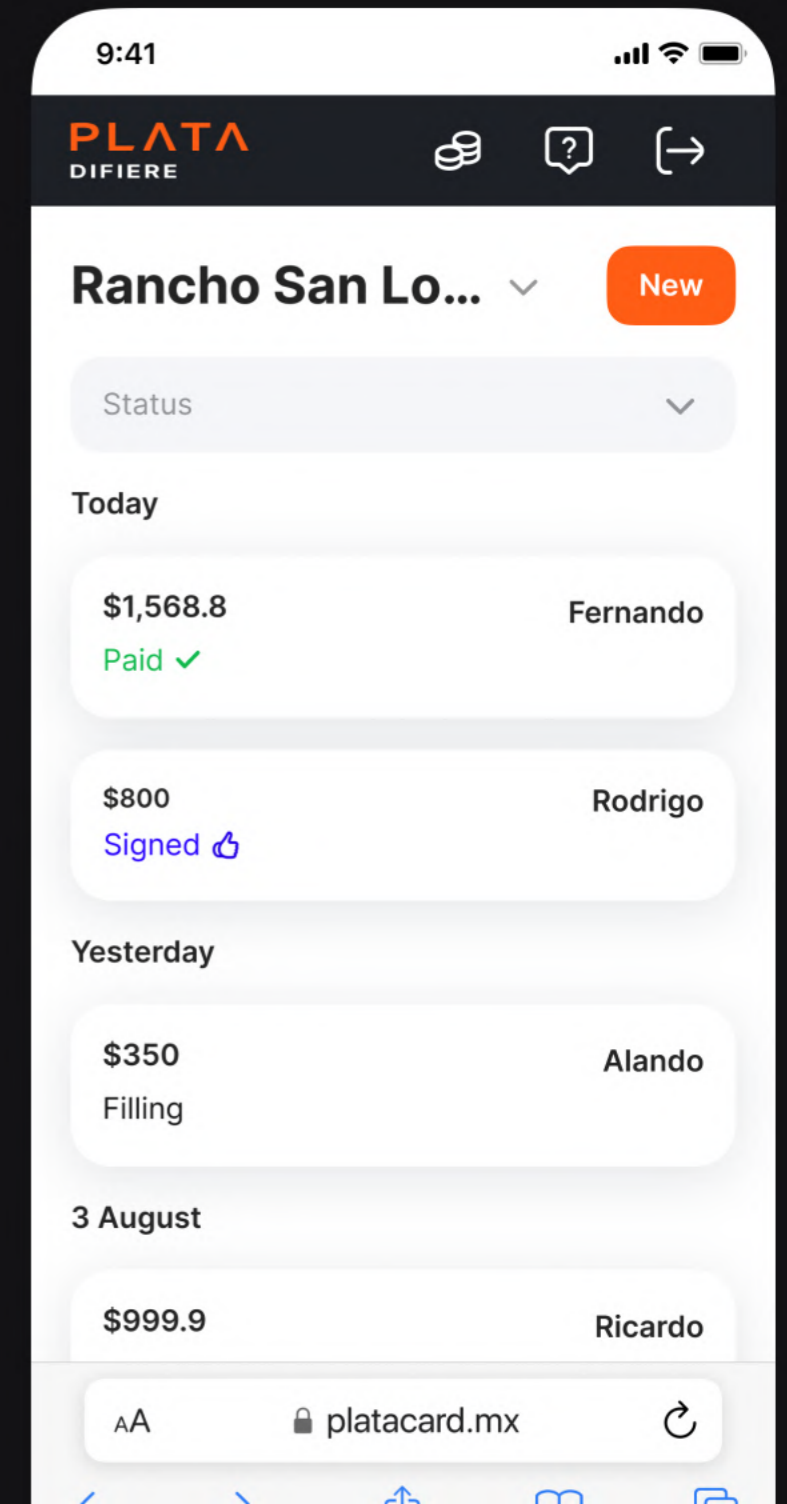 9:41
PLATA
DIFIERE
?
Rancho San Lo...
New
Status
Today
$1,568.8
Fernando
Paid
$800
Rodrigo
Signed
Yesterday
$350
Alando
Filling
3 August
$999.9
Ricardo
AA
platacard.mx